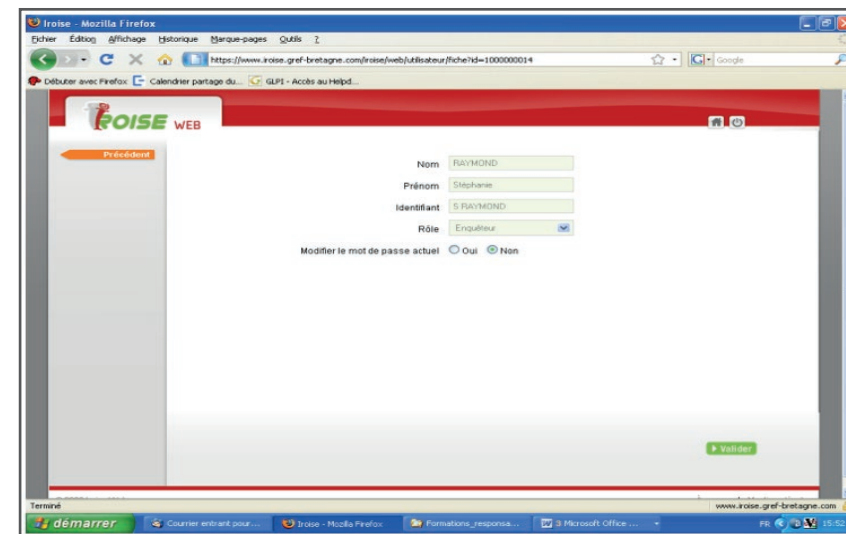 Iroise - Mozilla Firefox
Fichier Édition Affichage Historique Marque-pages Outils ?
https://www.iroise.gref-bretagne.com/iroise/web/utilisateur/fiche?id=1000000014
Google
Débuter avec Firefox Calendrier partage du... GLPI - Accès au Helpd...
IROISE WEB
Précédent
Nom RAYMOND
Prénom Stéphanie
Identifiant S RAYMOND
Rôle Enquêteur
Modifier le mot de passe actuel Oui Non
Valider
Terminé
www.iroise.gref-bretagne.com
démarrer Courrier entrant pour... Iroise - Mozilla Firefox Formations_responsa... 3 Microsoft Office ... FR 15:52